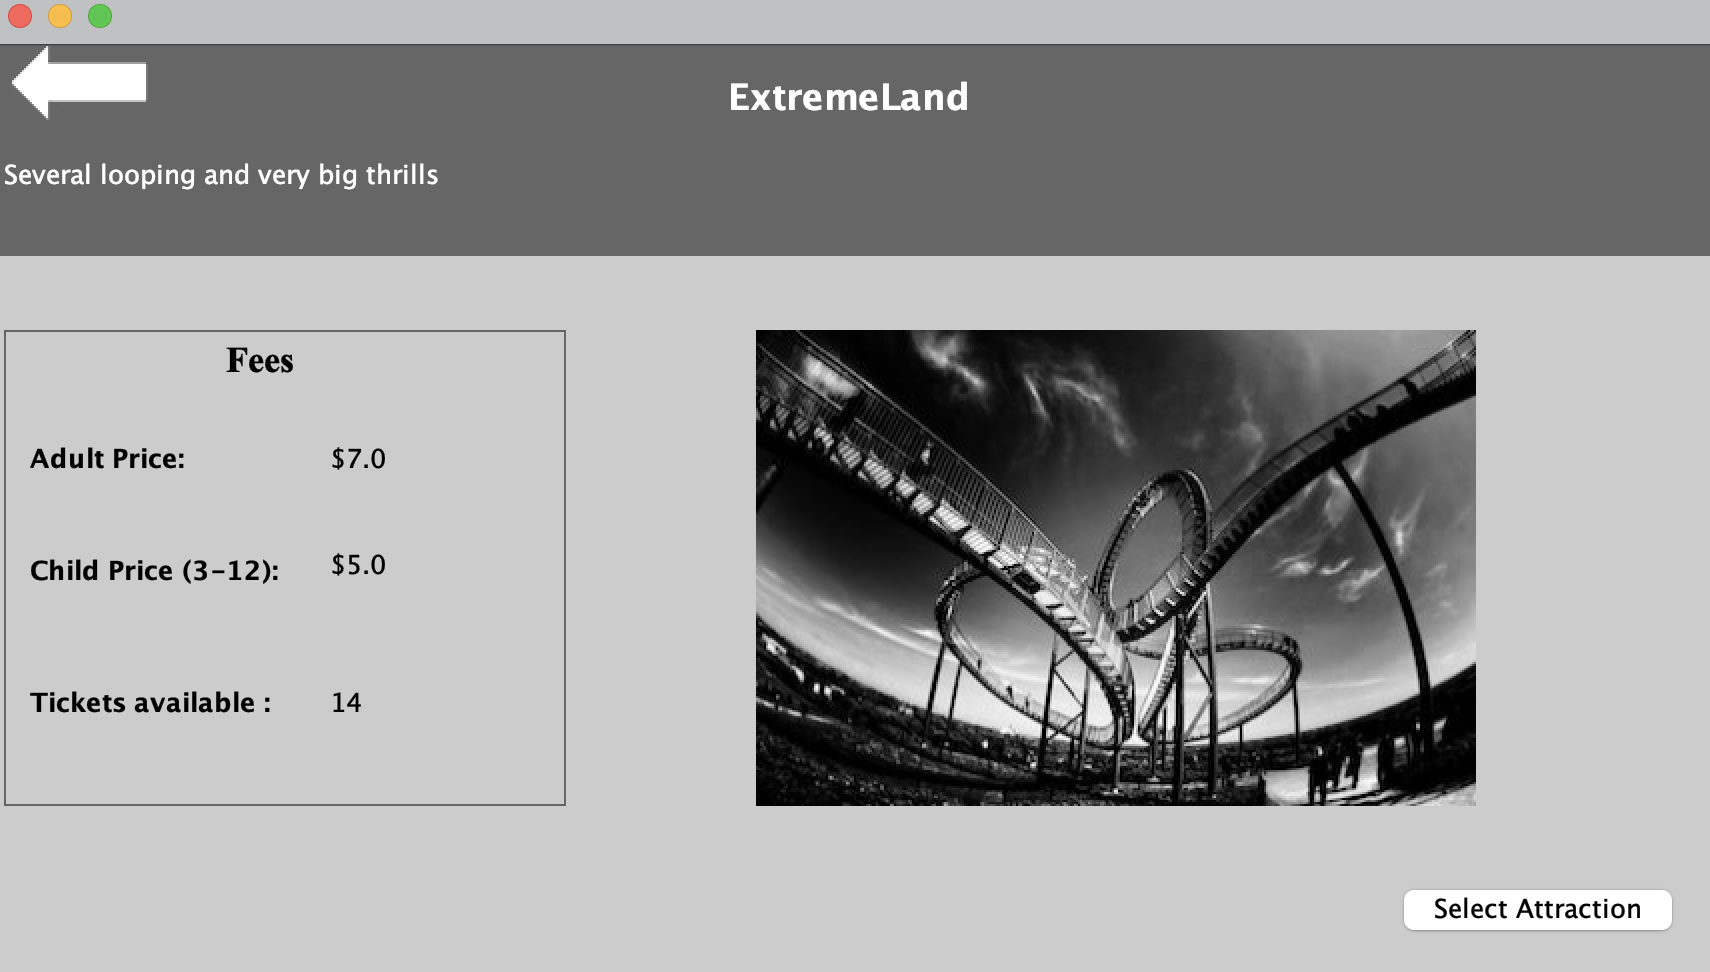 ExtremeLand
Several looping and very big thrills
Fees
Adult Price: $7.0
Child Price (3-12): $5.0
Tickets available : 14
Select Attraction